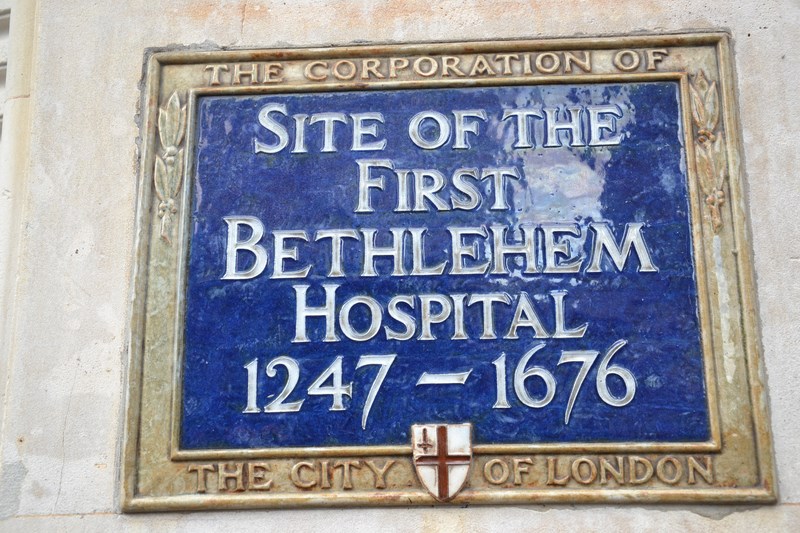 THE CORPORATION OF
SITE OF THE
FIRST
BETHLEHEM
HOSPITAL
1247 – 1676
THE CITY OF LONDON